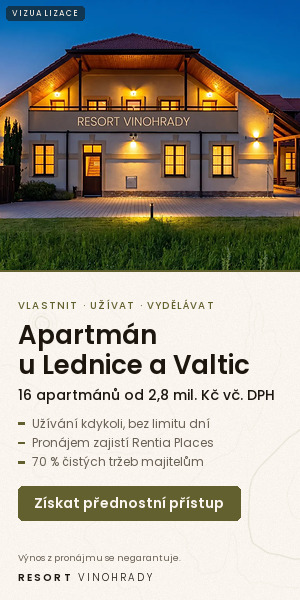 VIZUALIZACE
RESORT VINOHRADY
VLASTNIT · UŽÍVAT · VYDĚLÁVAT
Apartmán
u Lednice a Valtic
16 apartmánů od 2,8 mil. Kč vč. DPH
Užívání kdykoli, bez limitu dní
Pronájem zajistí Rentia Places
70 % čistých tržeb majitelům
Získat přednostní přístup
Výnos z pronájmu se negarantuje.
RESORT VINOHRADY